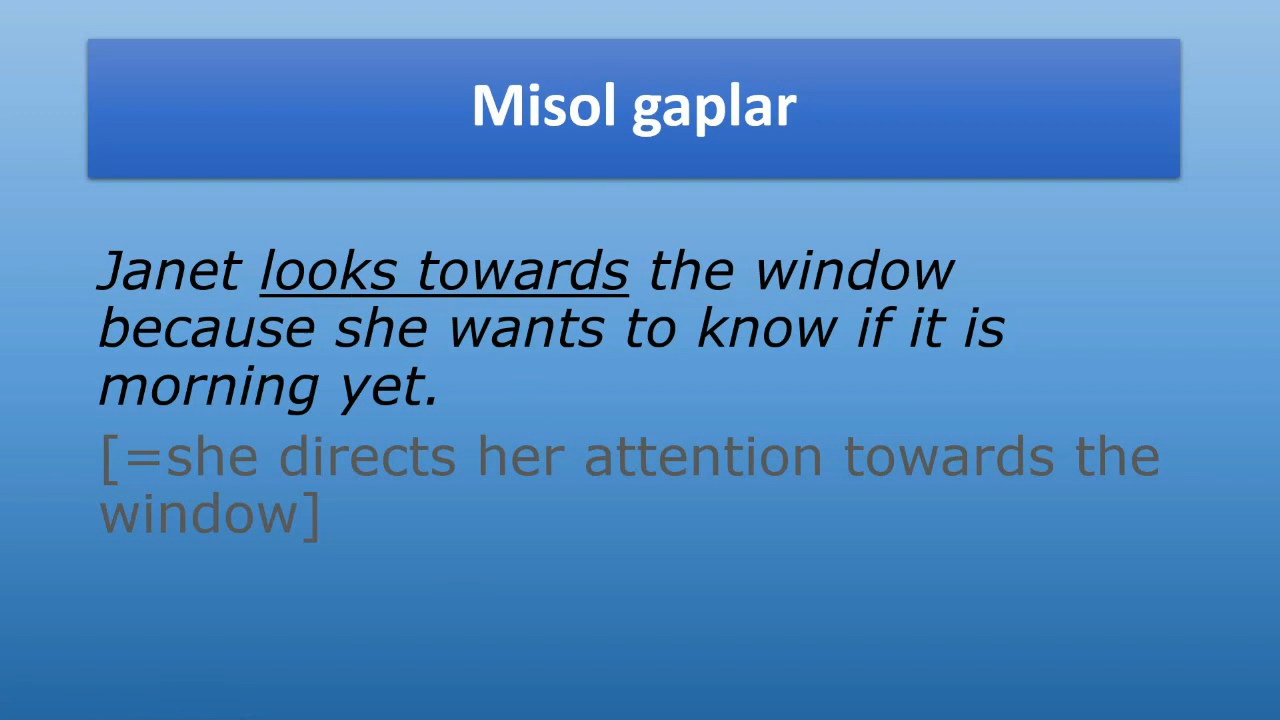 Misol gaplar
Janet looks towards the window
because she wants to know if it is
morning yet.
[=she directs her attention towards the
window]